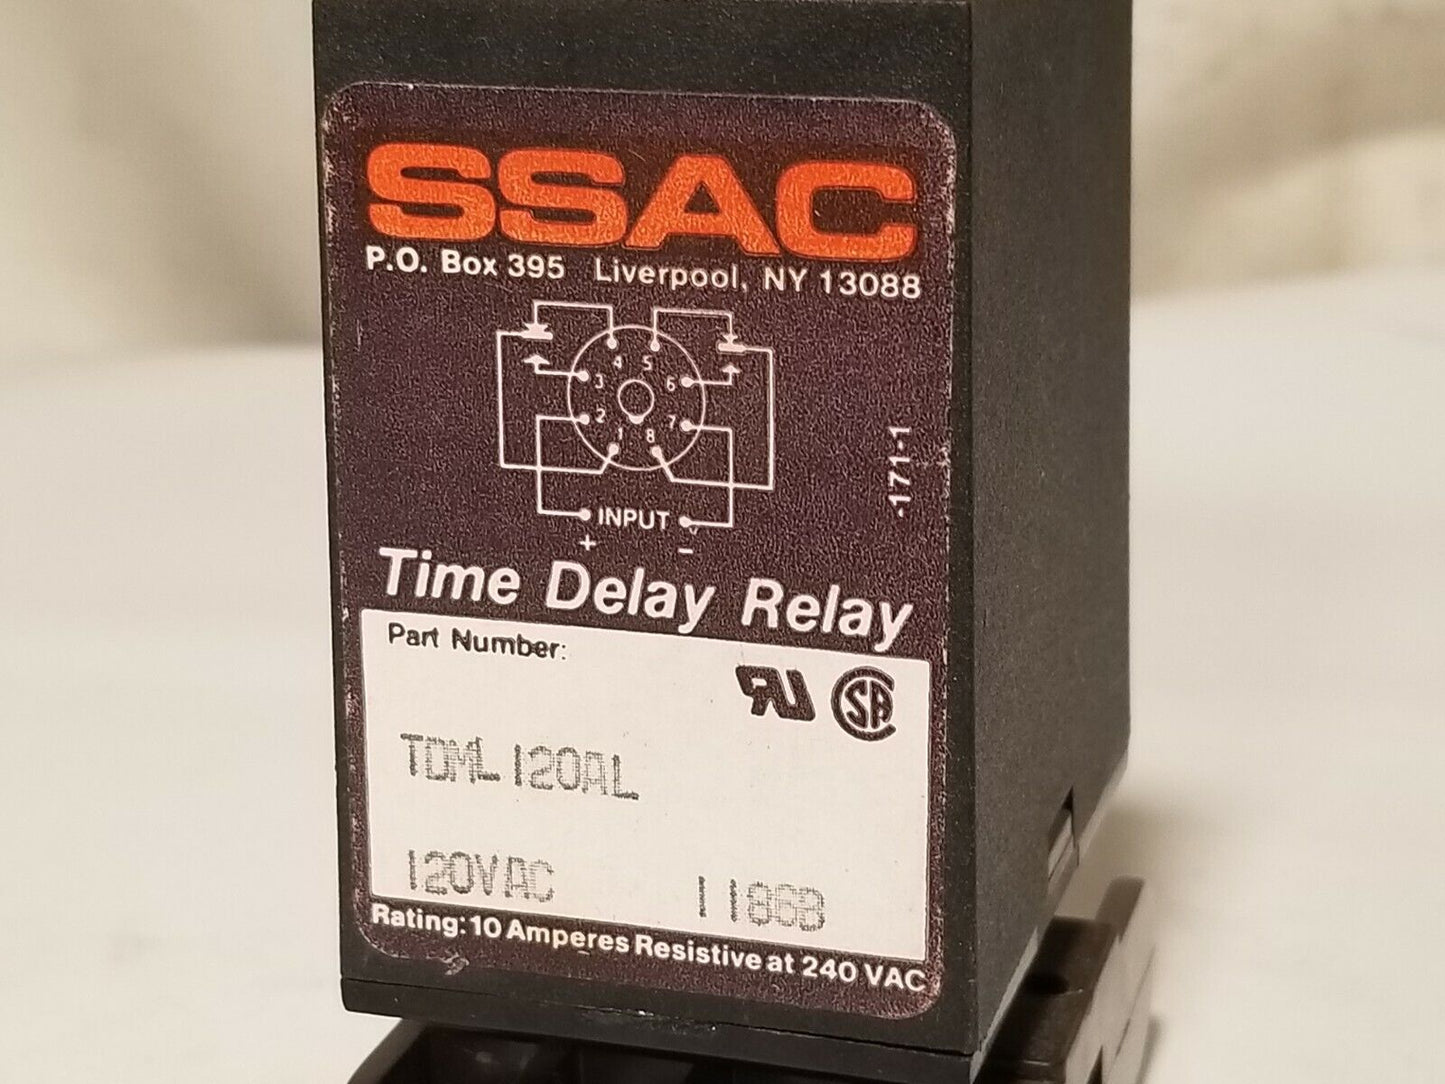 SSAC
P.O. Box 395 Liverpool, NY 13088
4 5
3 6
2 7
1 8
INPUT
+ -
-171-1
Time Delay Relay
Part Number:
TDML120AL
120VAC 1186B
Rating: 10 Amperes Resistive at 240 VAC